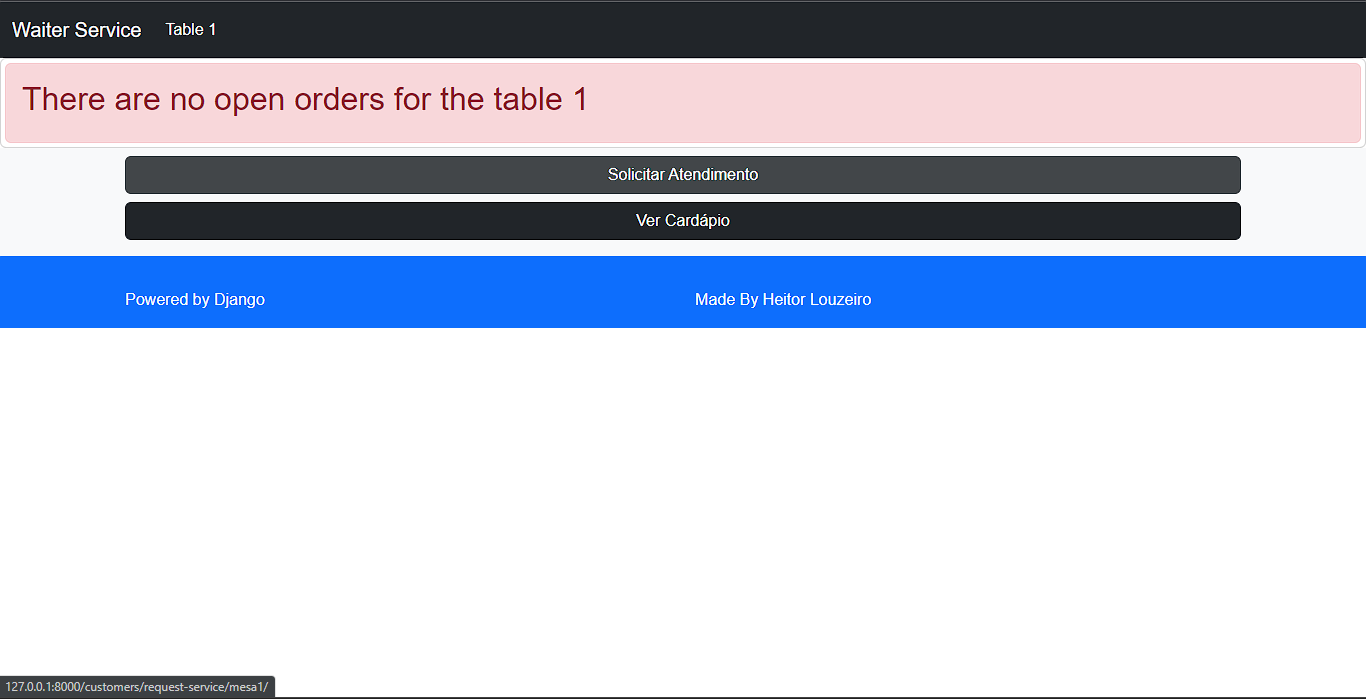 Waiter Service Table 1
There are no open orders for the table 1
Solicitar Atendimento
Ver Cardápio
Powered by Django Made By Heitor Louzeiro
127.0.0.1:8000/customers/request-service/mesa1/